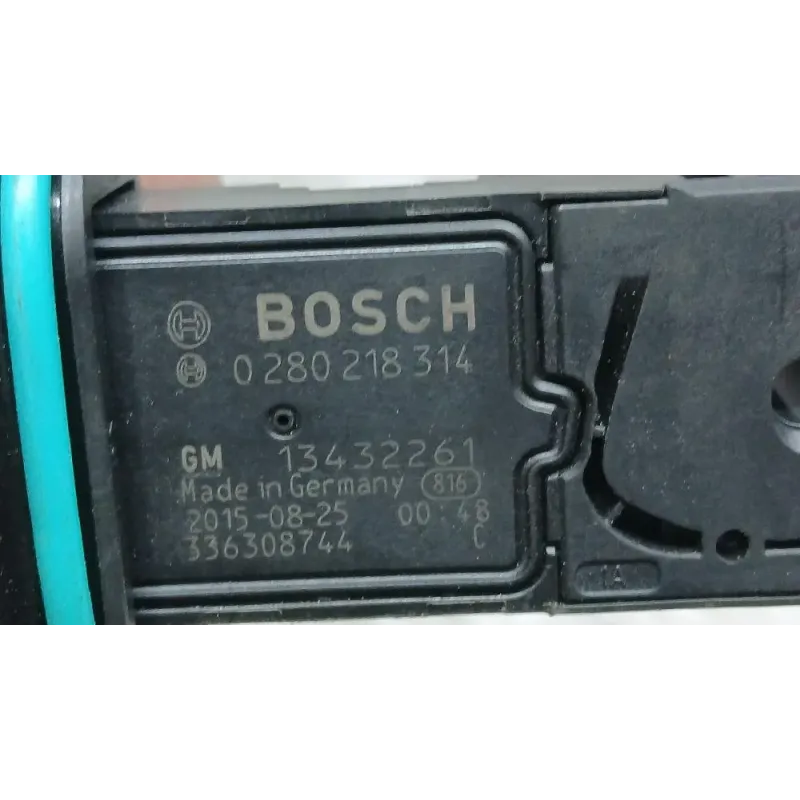 BOSCH
0 280 218 314
GM 13432261
Made in Germany 816
2015-08-25 00:48
336308744 C
1A